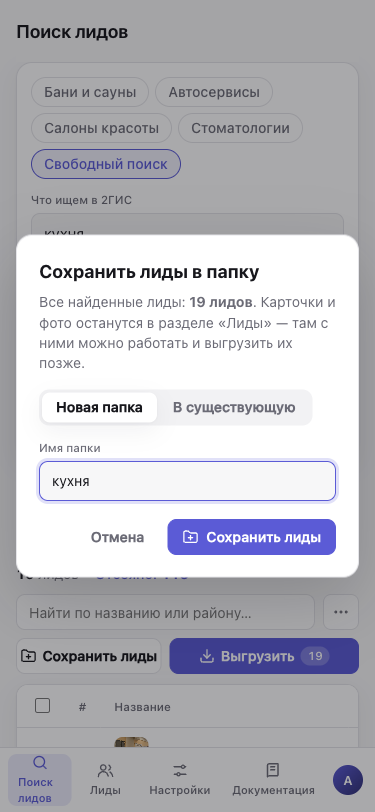 Поиск лидов
Бани и сауны
Автосервисы
Салоны красоты
Стоматологии
Свободный поиск
Что ищем в 2ГИС
Сохранить лиды в папку
Все найденные лиды: 19 лидов. Карточки и
фото останутся в разделе «Лиды» — там с
ними можно работать и выгрузить их
позже.
Новая папка
В существующую
Имя папки
кухня
Отмена
Сохранить лиды
Найти по названию или району...
Сохранить лиды
Выгрузить 19
# Название
Поиск
лидов
Лиды
Настройки
Документация
A